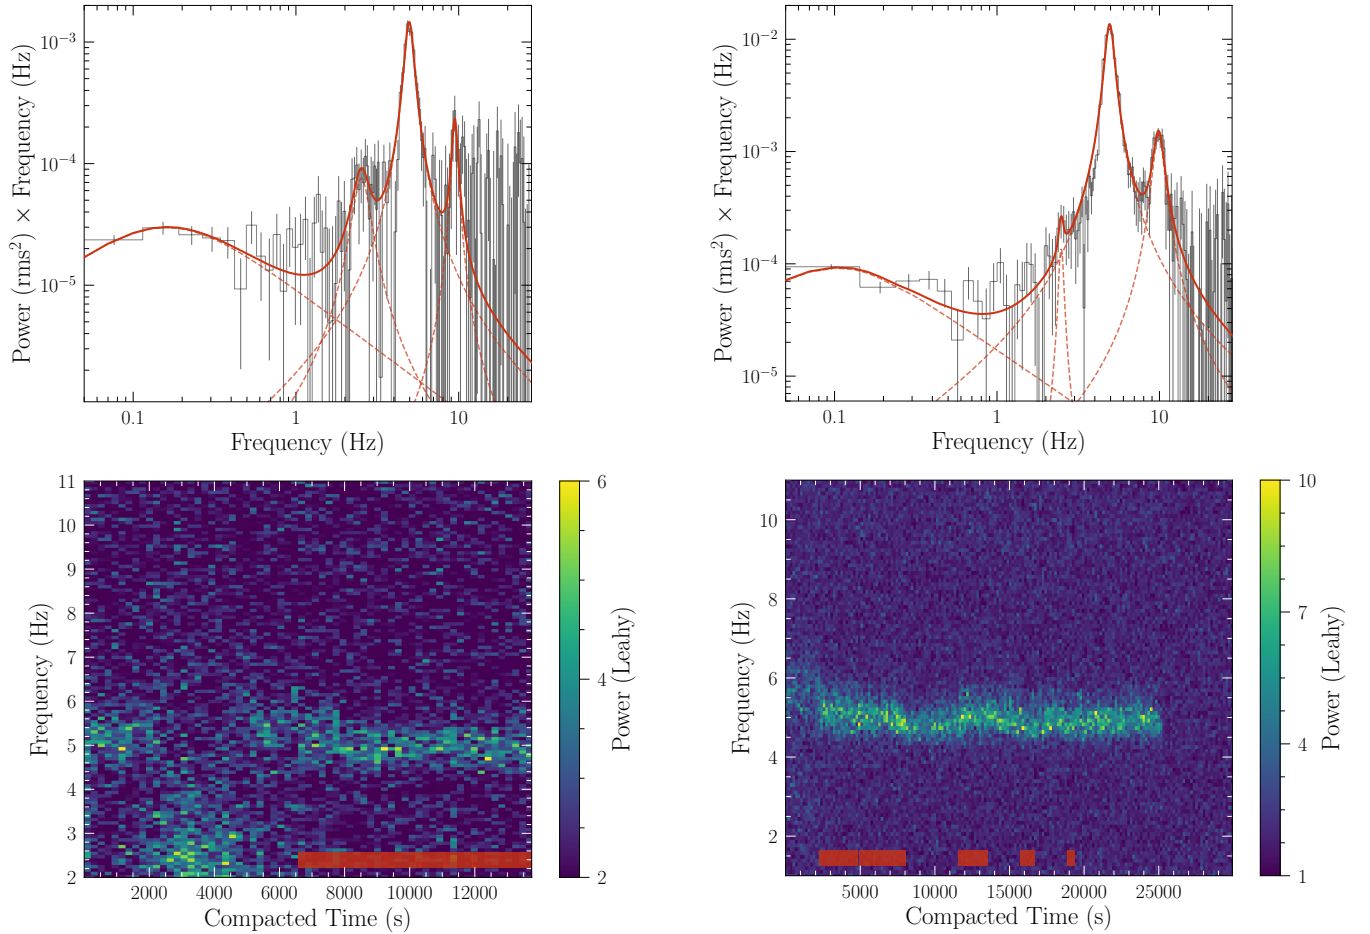 Power (rms²) × Frequency (Hz)
10⁻³
10⁻⁴
10⁻⁵
0.1 1 10
Frequency (Hz)
Power (rms²) × Frequency (Hz)
10⁻²
10⁻³
10⁻⁴
10⁻⁵
0.1 1 10
Frequency (Hz)
Frequency (Hz)
11
10
9
8
7
6
5
4
3
2
2000 4000 6000 8000 10000 12000
Compacted Time (s)
6
4
2
Power (Leahy)
Frequency (Hz)
10
8
6
4
2
5000 10000 15000 20000 25000
Compacted Time (s)
10
7
4
1
Power (Leahy)